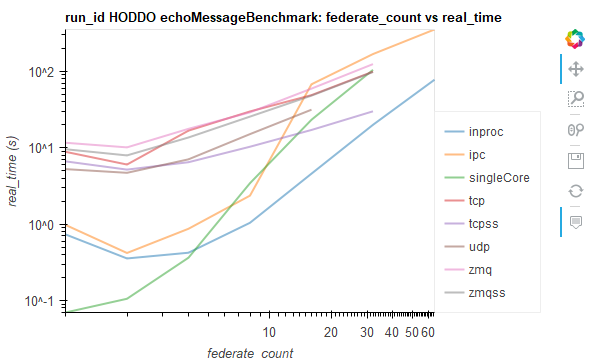 run_id HODDO echoMessageBenchmark: federate_count vs real_time
real_time (s)
10^2
10^1
10^0
10^-1
10
20
30
40
50
60
federate_count
inproc
ipc
singleCore
tcp
tcpss
udp
zmq
zmqss